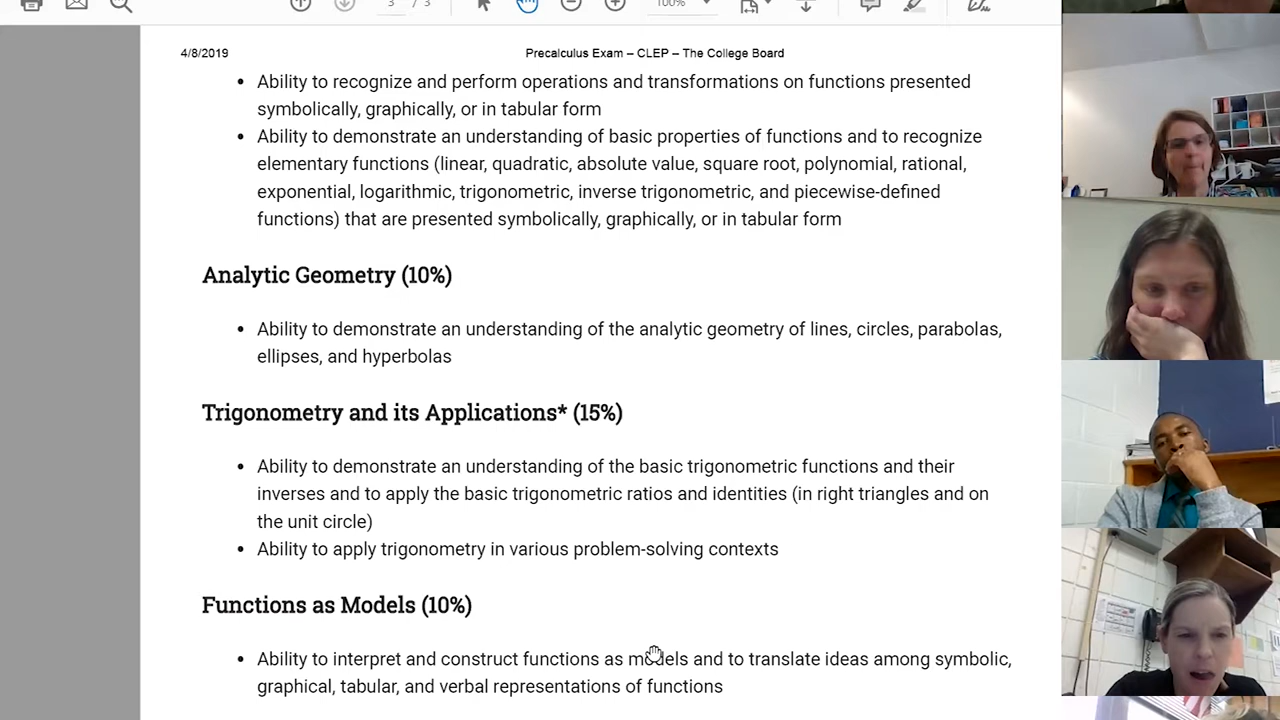 3 / 3
100%
4/8/2019 Precalculus Exam – CLEP – The College Board
• Ability to recognize and perform operations and transformations on functions presented
symbolically, graphically, or in tabular form
• Ability to demonstrate an understanding of basic properties of functions and to recognize
elementary functions (linear, quadratic, absolute value, square root, polynomial, rational,
exponential, logarithmic, trigonometric, inverse trigonometric, and piecewise-defined
functions) that are presented symbolically, graphically, or in tabular form
Analytic Geometry (10%)
• Ability to demonstrate an understanding of the analytic geometry of lines, circles, parabolas,
ellipses, and hyperbolas
Trigonometry and its Applications* (15%)
• Ability to demonstrate an understanding of the basic trigonometric functions and their
inverses and to apply the basic trigonometric ratios and identities (in right triangles and on
the unit circle)
• Ability to apply trigonometry in various problem-solving contexts
Functions as Models (10%)
• Ability to interpret and construct functions as models and to translate ideas among symbolic,
graphical, tabular, and verbal representations of functions